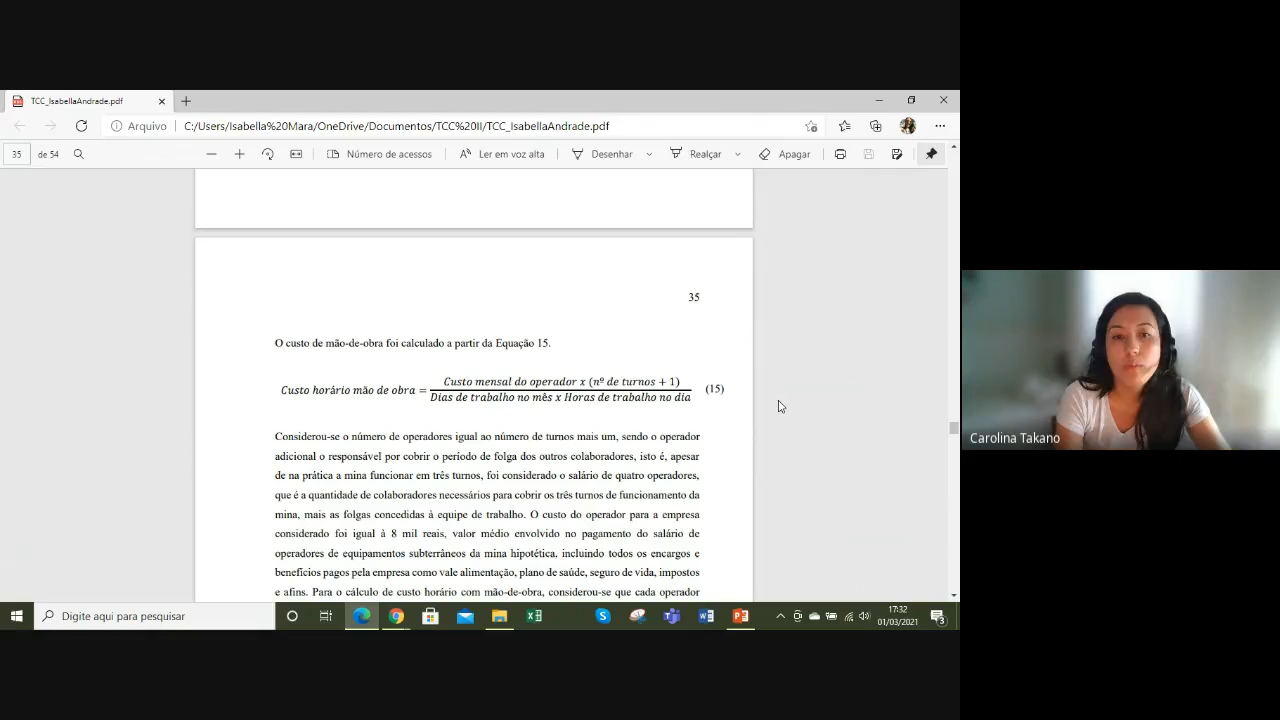 TCC_IsabellaAndrade.pdf
Arquivo
C:/Users/Isabella%20Mara/OneDrive/Documentos/TCC%20II/TCC_IsabellaAndrade.pdf
35
de 54
Número de acessos
Ler em voz alta
Desenhar
Realçar
Apagar
35
O custo de mão-de-obra foi calculado a partir da Equação 15.
Custo horário mão de obra = Custo mensal do operador x (nº de turnos + 1) / Dias de trabalho no mês x Horas de trabalho no dia (15)
Considerou-se o número de operadores igual ao número de turnos mais um, sendo o operador
adicional o responsável por cobrir o período de folga dos outros colaboradores, isto é, apesar
de na prática a mina funcionar em três turnos, foi considerado o salário de quatro operadores,
que é a quantidade de colaboradores necessários para cobrir os três turnos de funcionamento da
mina, mais as folgas concedidas à equipe de trabalho. O custo do operador para a empresa
considerado foi igual à 8 mil reais, valor médio envolvido no pagamento do salário de
operadores de equipamentos subterrâneos da mina hipotética, incluindo todos os encargos e
benefícios pagos pela empresa como vale alimentação, plano de saúde, seguro de vida, impostos
e afins. Para o cálculo de custo horário com mão-de-obra, considerou-se que cada operador
Carolina Takano
Digite aqui para pesquisar
17:32
01/03/2021
3